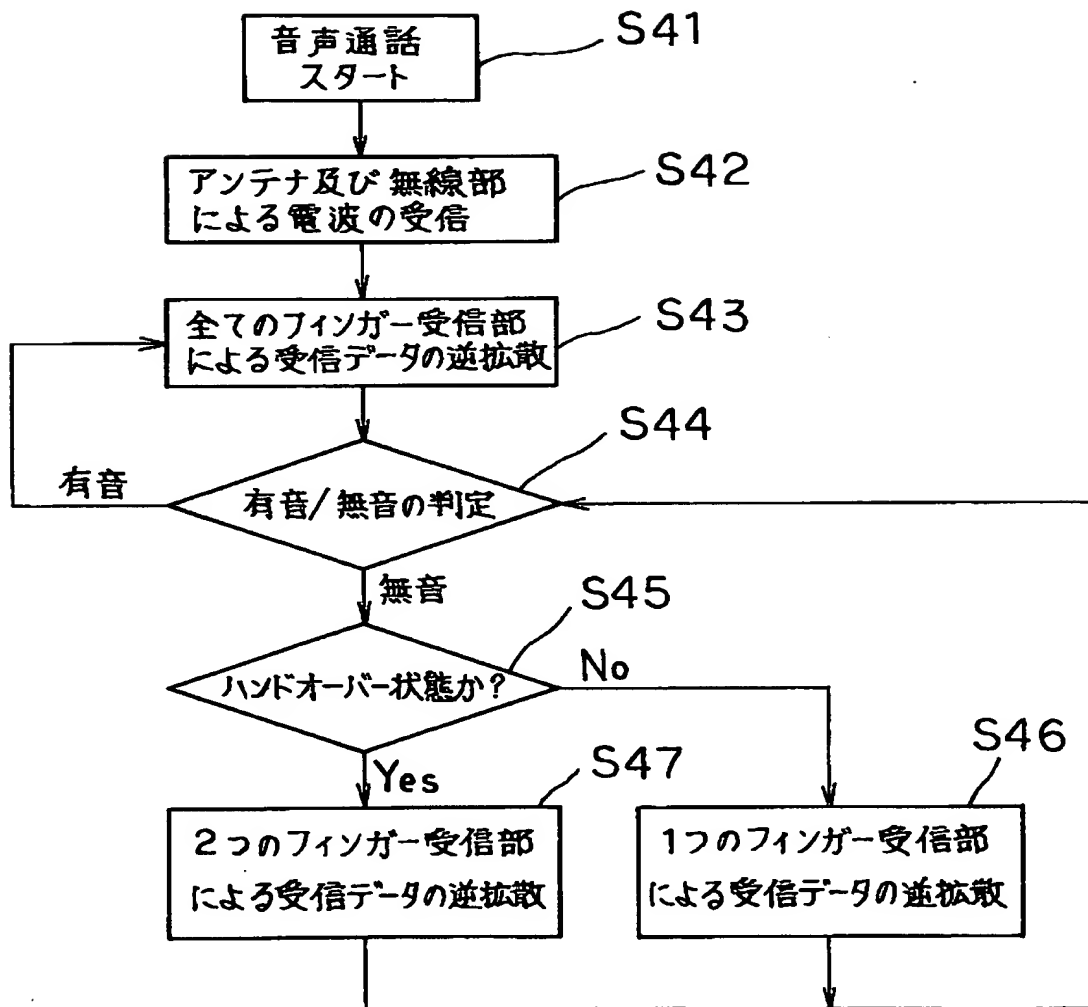 音声通話
スタート
S41
アンテナ及び無線部
による電波の受信
S42
全てのフィンガー受信部
による受信データの逆拡散
S43
S44
有音
有音/無音の判定
無音
S45
ハンドオーバー状態か?
No
Yes
S47
S46
2つのフィンガー受信部
による受信データの逆拡散
1つのフィンガー受信部
による受信データの逆拡散